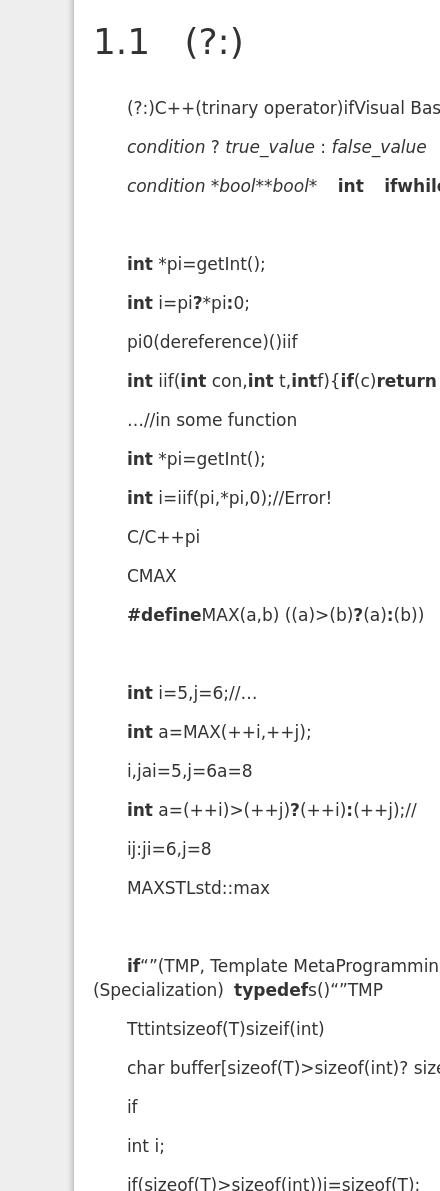 1.1 (?:)
(?:)C++(trinary operator)ifVisual Bas
condition ? true_value : false_value
condition *bool**bool* int ifwhile
int *pi=getInt();
int i=pi?*pi:0;
pi0(dereference)()iif
int iif(int con,int t,intf){if(c)return
…//in some function
int *pi=getInt();
int i=iif(pi,*pi,0);//Error!
C/C++pi
CMAX
#defineMAX(a,b) ((a)>(b)?(a):(b))
int i=5,j=6;//…
int a=MAX(++i,++j);
i,jai=5,j=6a=8
int a=(++i)>(++j)?(++i):(++j);//
ij:ji=6,j=8
MAXSTLstd::max
if“”(TMP, Template MetaProgrammin
(Specialization) typedefs()“”TMP
Tttintsizeof(T)sizeif(int)
char buffer[sizeof(T)>sizeof(int)? size
if
int i;
if(sizeof(T)>sizeof(int))i=sizeof(T);